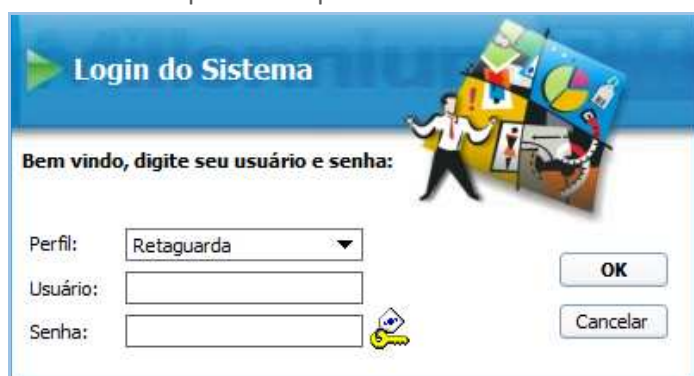 Login do Sistema
Bem vindo, digite seu usuário e senha:
Perfil:
Retaguarda
OK
Usuário:
Senha:
Cancelar